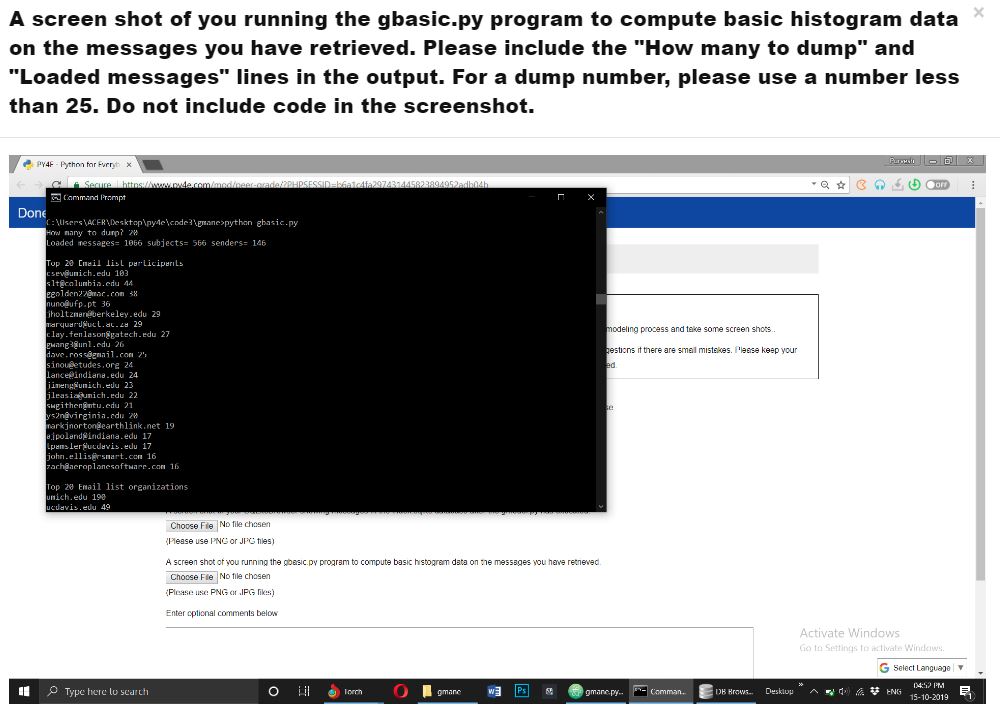 A screen shot of you running the gbasic.py program to compute basic histogram data
on the messages you have retrieved. Please include the "How many to dump" and
"Loaded messages" lines in the output. For a dump number, please use a number less
than 25. Do not include code in the screenshot.
×
PY4E - Python for Everyb ×
Purvesh
Secure https://www.py4e.com/mod/peer-grade/?PHPSESSID=b6a1c4fa297431445823894952adb04b
OFF
Done
Command Prompt
C:\Users\ACER\Desktop\py4e\code3\gmane>python gbasic.py
How many to dump? 20
Loaded messages= 1066 subjects= 566 senders= 146
Top 20 Email list participants
csev@umich.edu 103
slt@columbia.edu 44
ggolden22@mac.com 38
nuno@ufp.pt 36
jholtzman@berkeley.edu 29
marquard@uct.ac.za 29
clay.fenlason@gatech.edu 27
gwang3@unl.edu 26
dave.ross@gmail.com 25
sinou@etudes.org 24
lance@indiana.edu 24
jimeng@umich.edu 23
jleasia@umich.edu 22
swgithen@mtu.edu 21
ys2n@virginia.edu 20
markjnorton@earthlink.net 19
ajpoland@indiana.edu 17
tpamsler@ucdavis.edu 17
john.ellis@rsmart.com 16
zach@aeroplanesoftware.com 16
Top 20 Email list organizations
umich.edu 190
ucdavis.edu 49
modeling process and take some screen shots..
gestions if there are small mistakes. Please keep your
ed.
se
Choose File No file chosen
(Please use PNG or JPG files)
A screen shot of you running the gbasic.py program to compute basic histogram data on the messages you have retrieved.
Choose File No file chosen
(Please use PNG or JPG files)
Enter optional comments below
Activate Windows
Go to Settings to activate Windows.
Select Language ▼
Type here to search
Torch
gmane
gmane.py...
Comman...
DB Brows...
Desktop
ENG
04:52 PM
15-10-2019
1